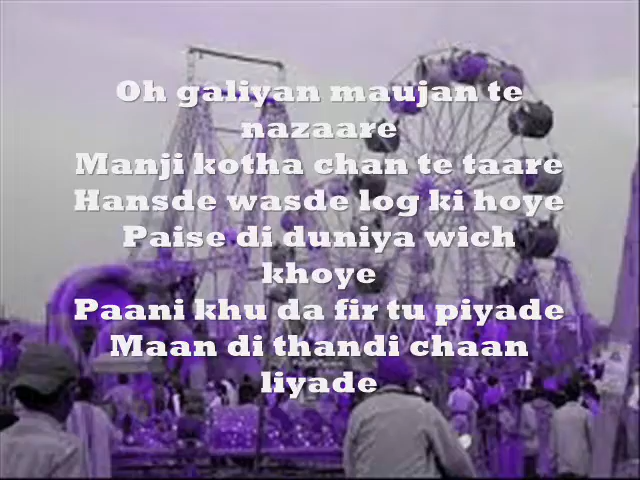 Oh galiyan maujan te
nazaare
Manji kotha chan te taare
Hansde wasde log ki hoye
Paise di duniya wich
khoye
Paani khu da fir tu piyade
Maan di thandi chaan
liyade